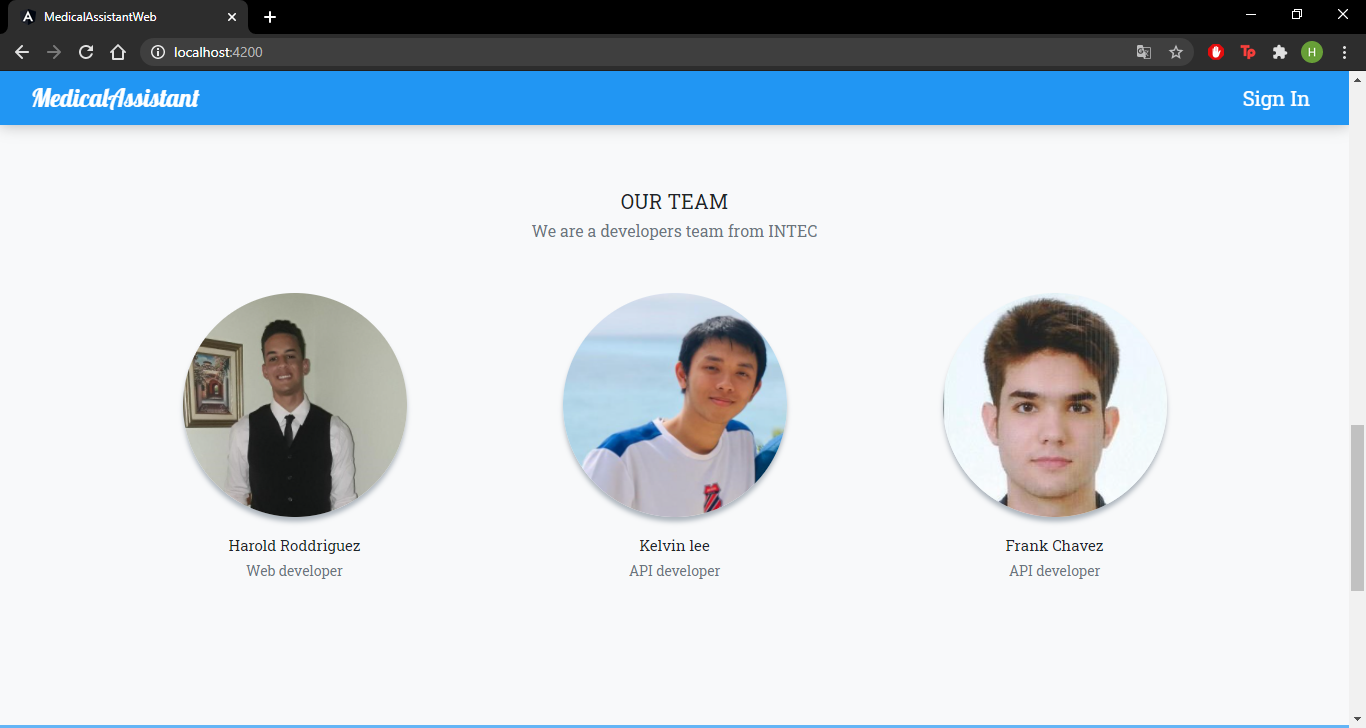 MedicalAssistantWeb
localhost:4200
Tp
H
MedicalAssistant
Sign In
OUR TEAM
We are a developers team from INTEC
Harold Roddriguez
Kelvin lee
Frank Chavez
Web developer
API developer
API developer